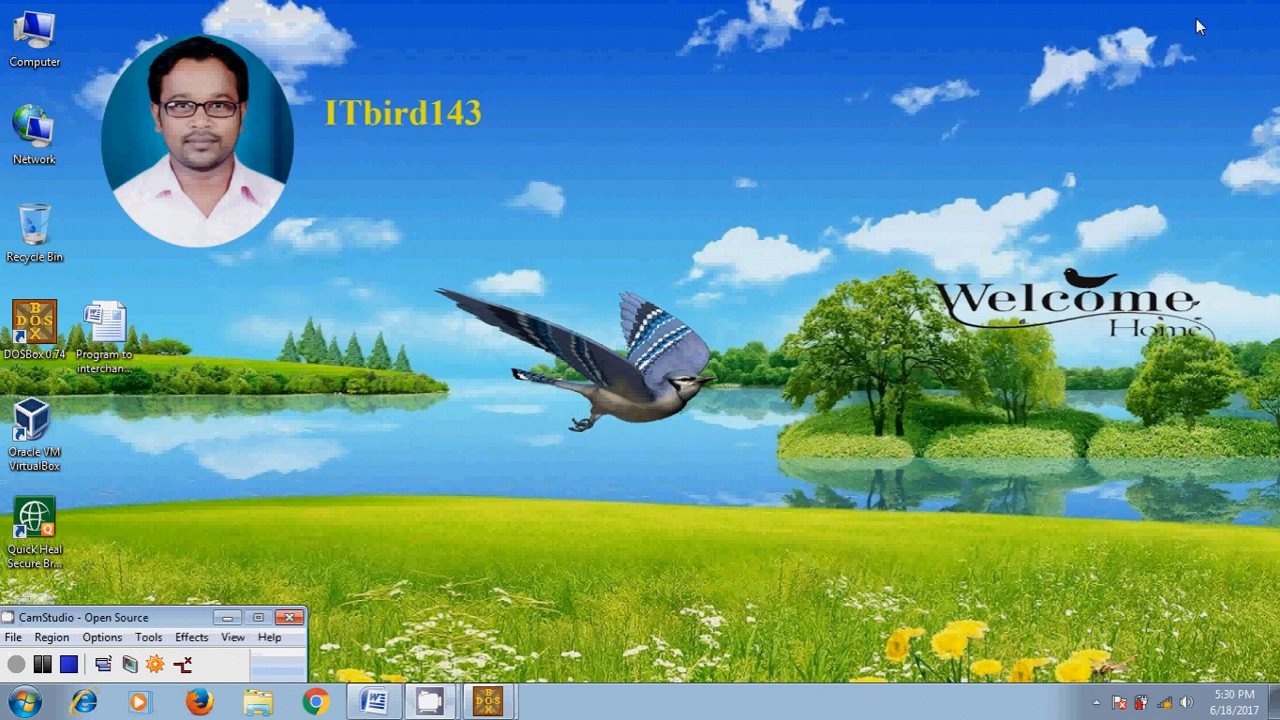 Computer
ITbird143
Network
Recycle Bin
Welcome
Home
DOSBox 0.74
Program to
interchan...
Oracle VM
VirtualBox
Quick Heal
Secure Br...
CamStudio - Open Source
File Region Options Tools Effects View Help
5:30 PM
6/18/2017